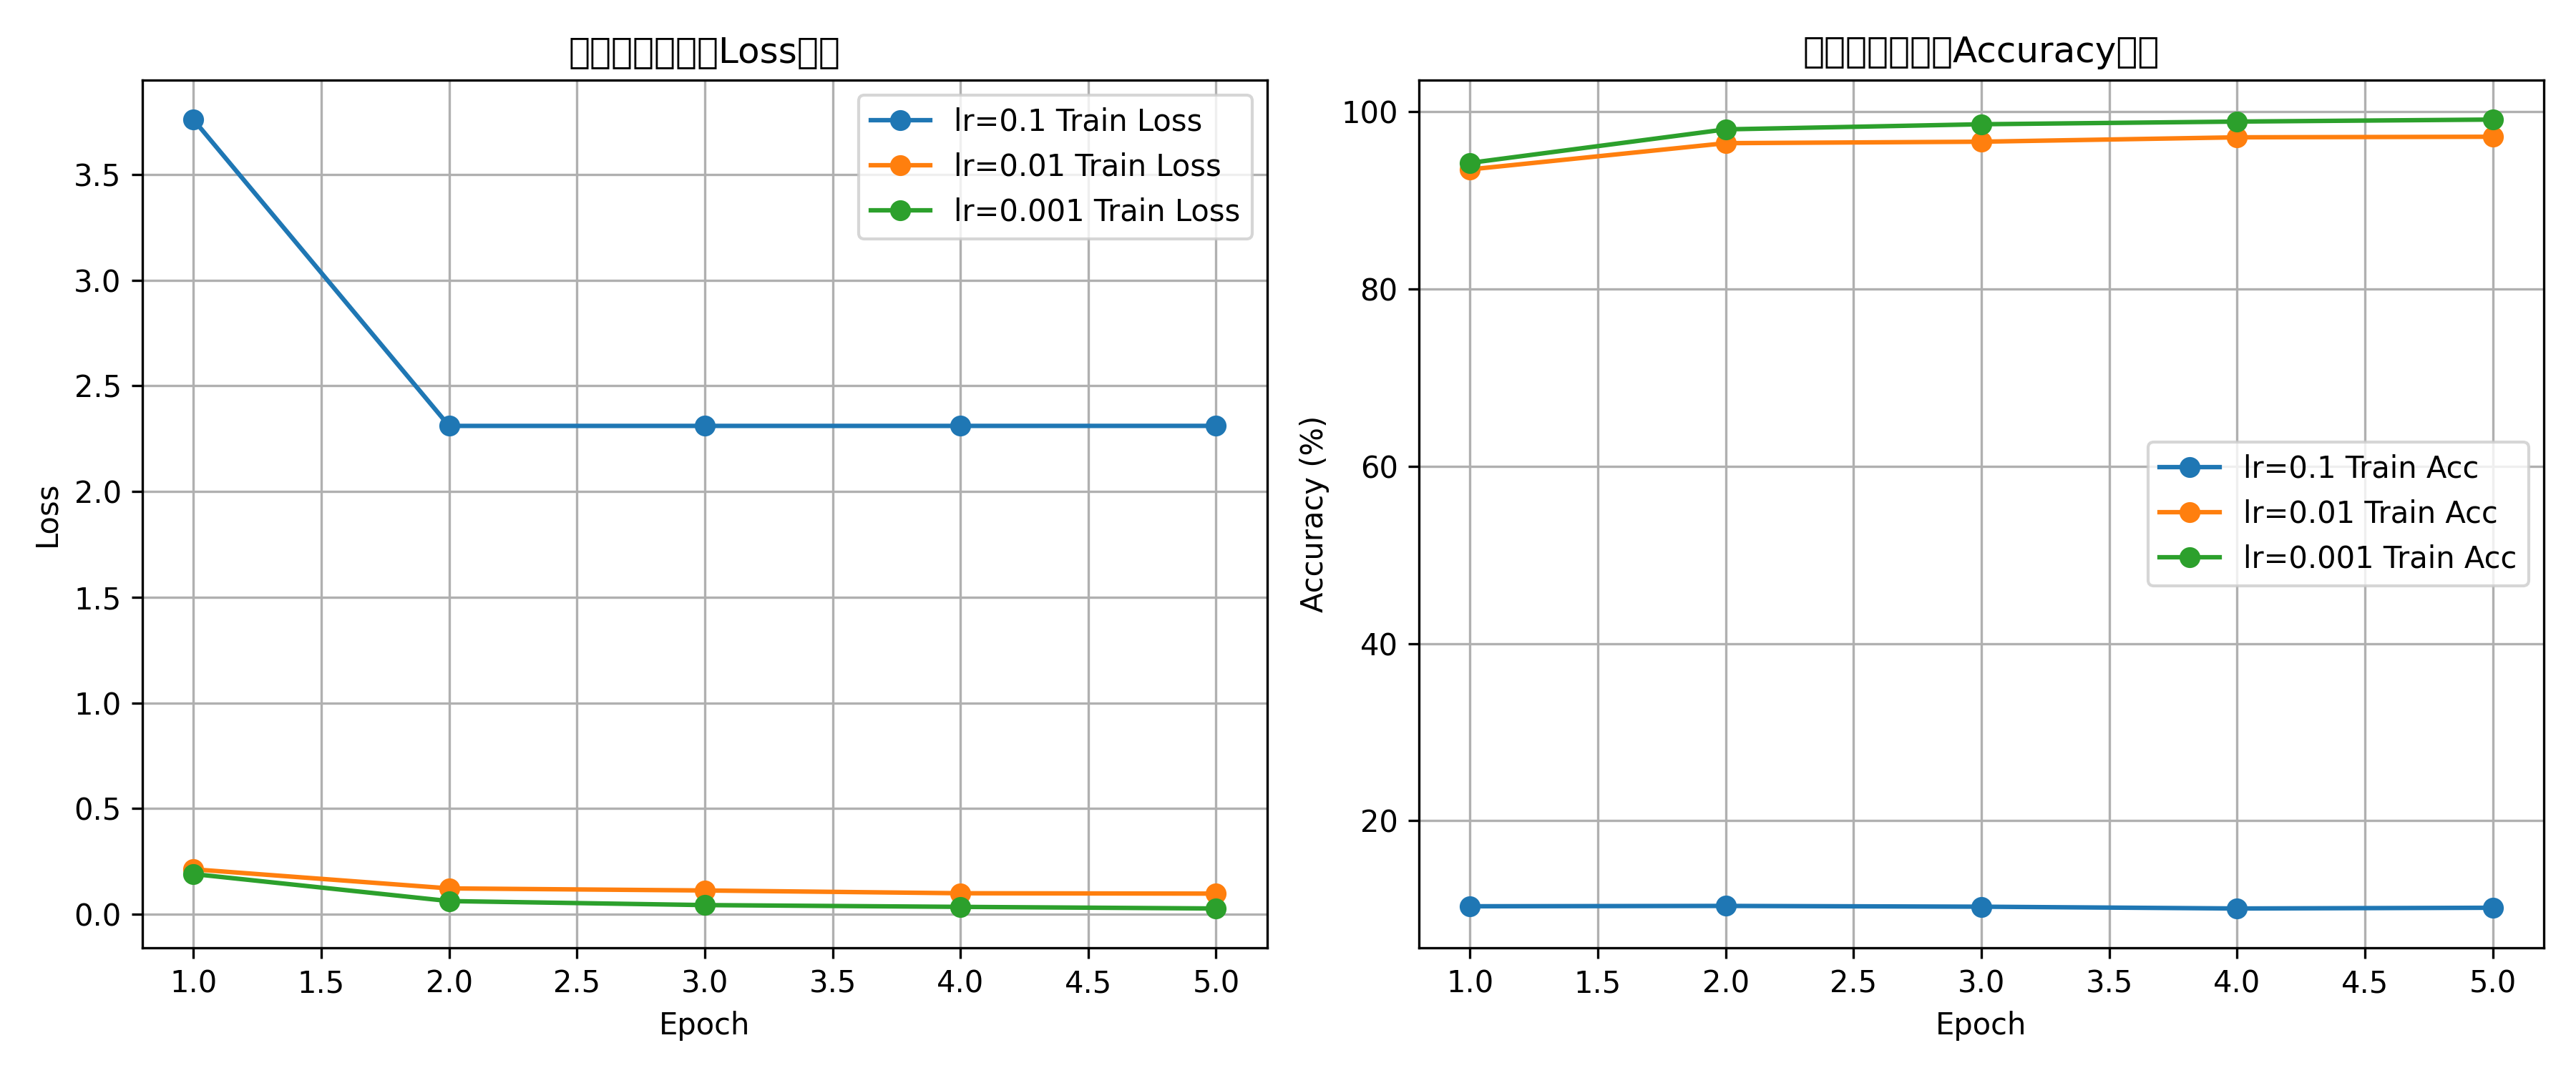 Loss
lr=0.1 Train Loss
lr=0.01 Train Loss
lr=0.001 Train Loss
3.5
3.0
2.5
2.0
1.5
1.0
0.5
0.0
Loss
1.0 1.5 2.0 2.5 3.0 3.5 4.0 4.5 5.0
Epoch
Accuracy
100
80
60
40
20
Accuracy (%)
lr=0.1 Train Acc
lr=0.01 Train Acc
lr=0.001 Train Acc
1.0 1.5 2.0 2.5 3.0 3.5 4.0 4.5 5.0
Epoch